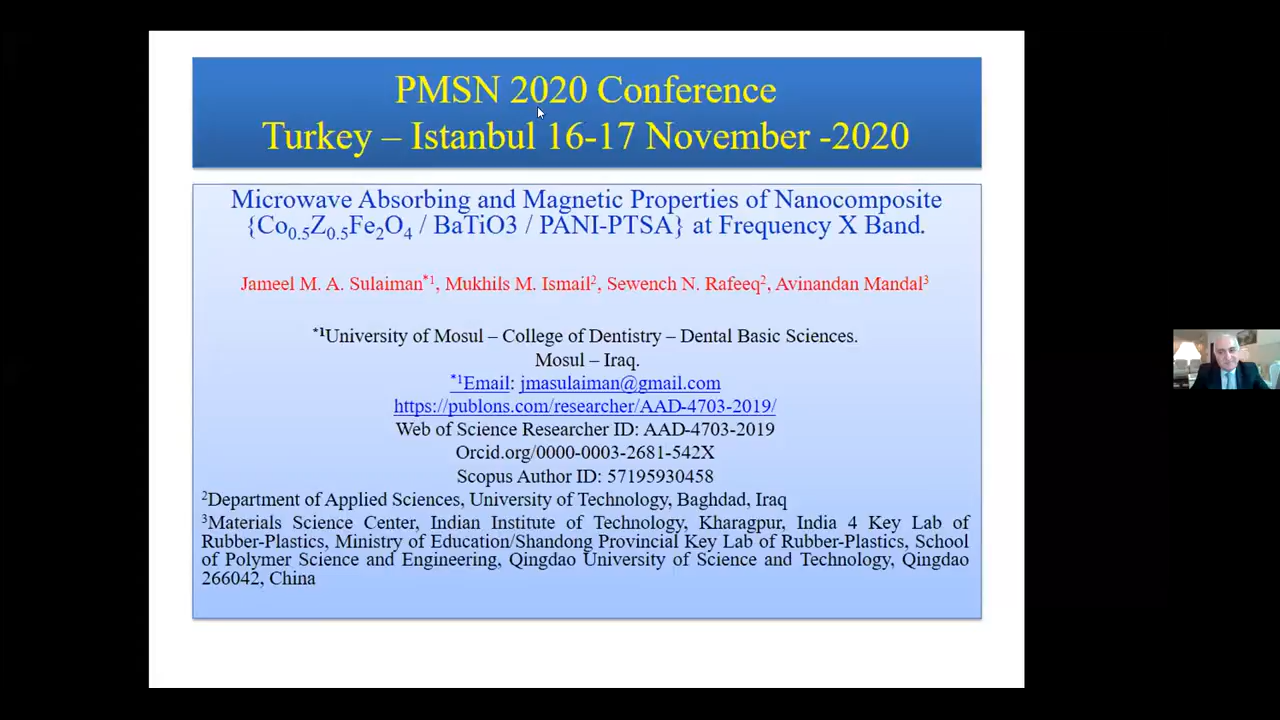 PMSN 2020 Conference
Turkey – Istanbul 16-17 November -2020
Microwave Absorbing and Magnetic Properties of Nanocomposite
{Co0.5Z0.5Fe2O4 / BaTiO3 / PANI-PTSA} at Frequency X Band.
Jameel M. A. Sulaiman*1, Mukhils M. Ismail2, Sewench N. Rafeeq2, Avinandan Mandal3
*1University of Mosul – College of Dentistry – Dental Basic Sciences.
Mosul – Iraq.
*1Email: jmasulaiman@gmail.com
https://publons.com/researcher/AAD-4703-2019/
Web of Science Researcher ID: AAD-4703-2019
Orcid.org/0000-0003-2681-542X
Scopus Author ID: 57195930458
2Department of Applied Sciences, University of Technology, Baghdad, Iraq
3Materials Science Center, Indian Institute of Technology, Kharagpur, India 4 Key Lab of
Rubber-Plastics, Ministry of Education/Shandong Provincial Key Lab of Rubber-Plastics, School
of Polymer Science and Engineering, Qingdao University of Science and Technology, Qingdao
266042, China